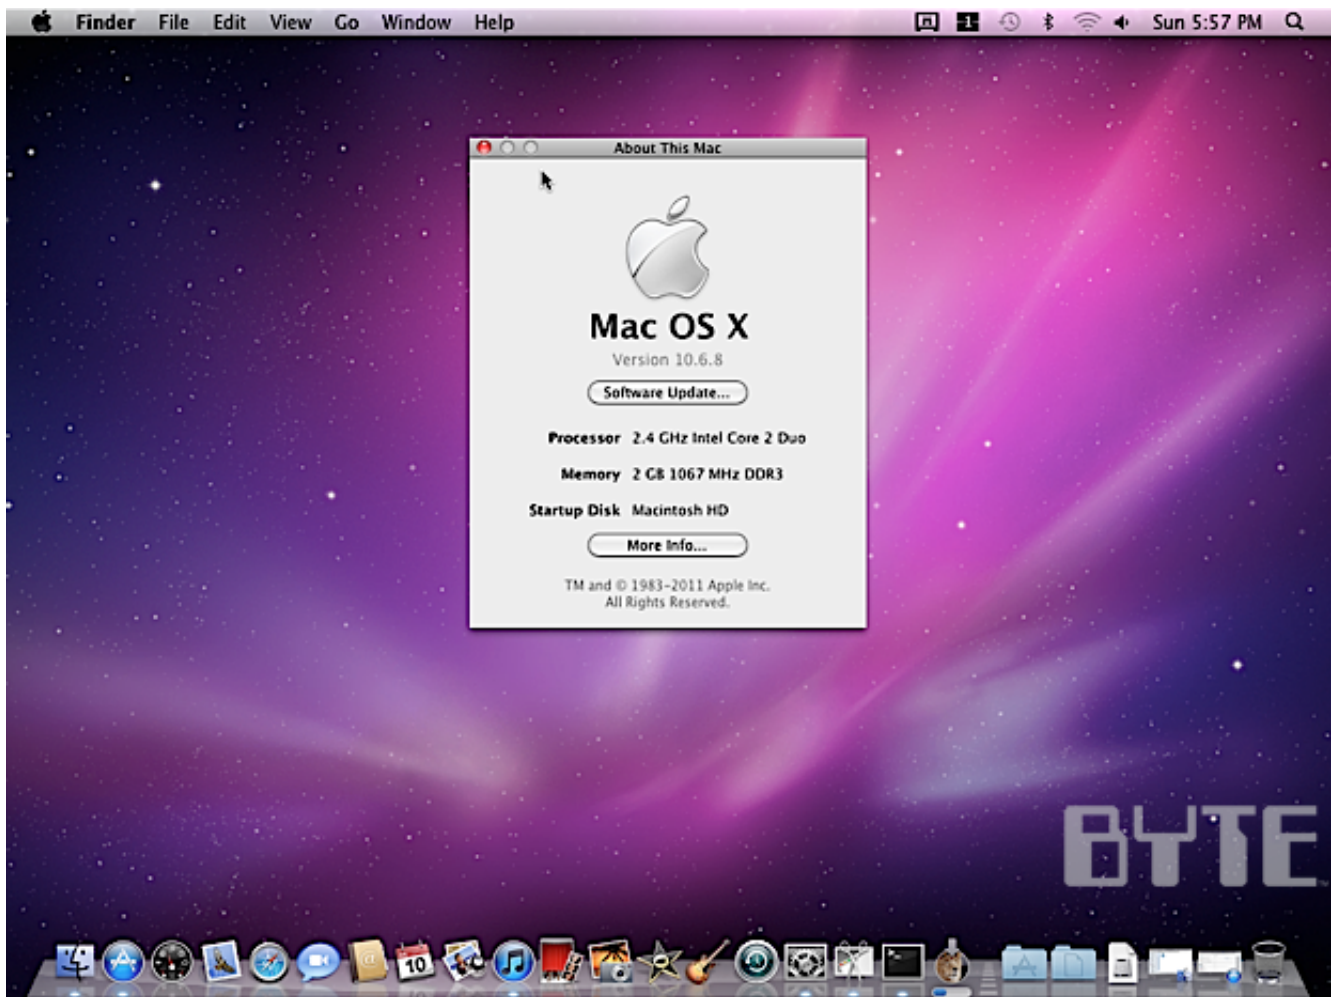 Finder File Edit View Go Window Help Sun 5:57 PM
About This Mac
Mac OS X
Version 10.6.8
Software Update...
Processor 2.4 GHz Intel Core 2 Duo
Memory 2 GB 1067 MHz DDR3
Startup Disk Macintosh HD
More Info...
TM and © 1983-2011 Apple Inc.
All Rights Reserved.
BYTE
10